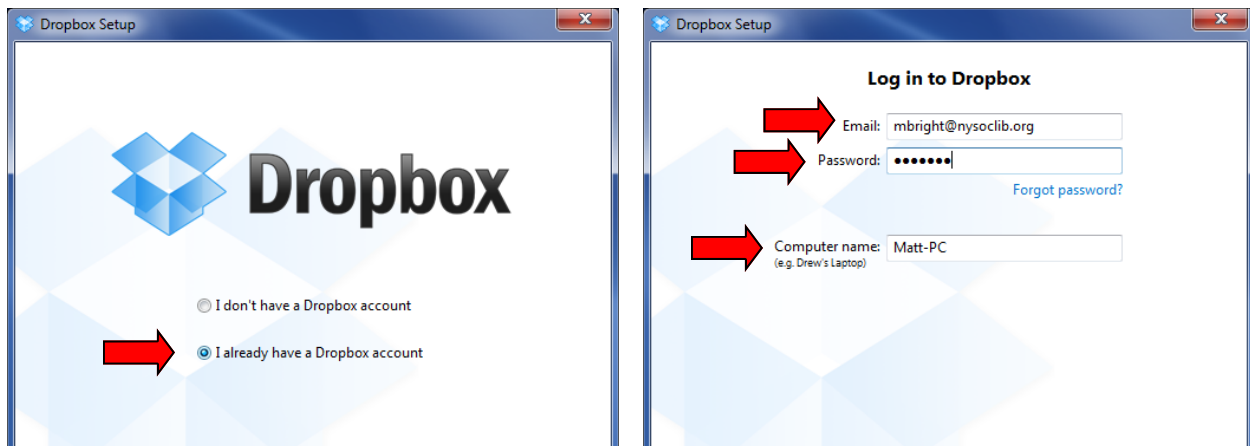 Dropbox Setup
Dropbox
I don't have a Dropbox account
I already have a Dropbox account
Dropbox Setup
Log in to Dropbox
Email: mbright@nysoclib.org
Password: •••••••
Forgot password?
Computer name: Matt-PC
(e.g. Drew's Laptop)